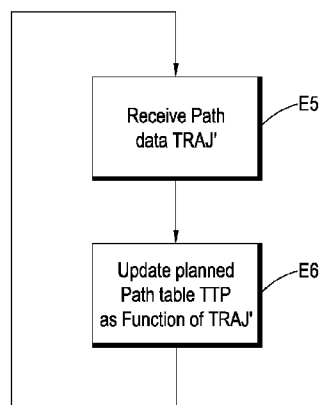 Receive Path
data TRAJ'
E5
Update planned
Path table TTP
as Function of TRAJ'
E6